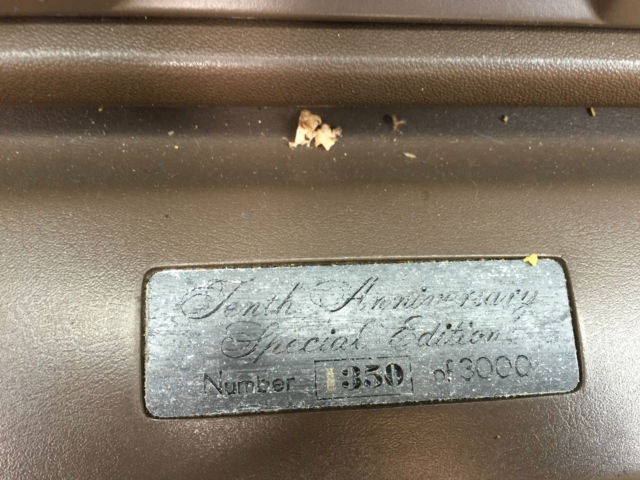 Tenth Anniversary
Special Edition
Number 350 of 3000